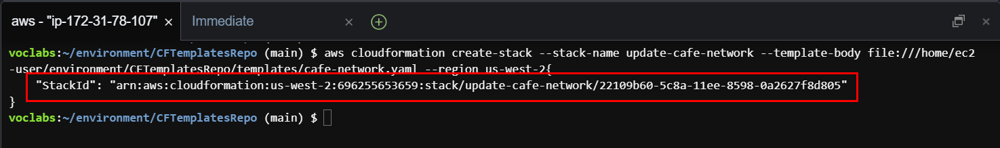 aws - "ip-172-31-78-107" × Immediate ×
voclabs:~/environment/CFTemplatesRepo (main) $ aws cloudformation create-stack --stack-name update-cafe-network --template-body file:///home/ec2
-user/environment/CFTemplatesRepo/templates/cafe-network.yaml --region us-west-2{
"StackId": "arn:aws:cloudformation:us-west-2:696255653659:stack/update-cafe-network/22109b60-5c8a-11ee-8598-0a2627f8d805"
}
voclabs:~/environment/CFTemplatesRepo (main) $